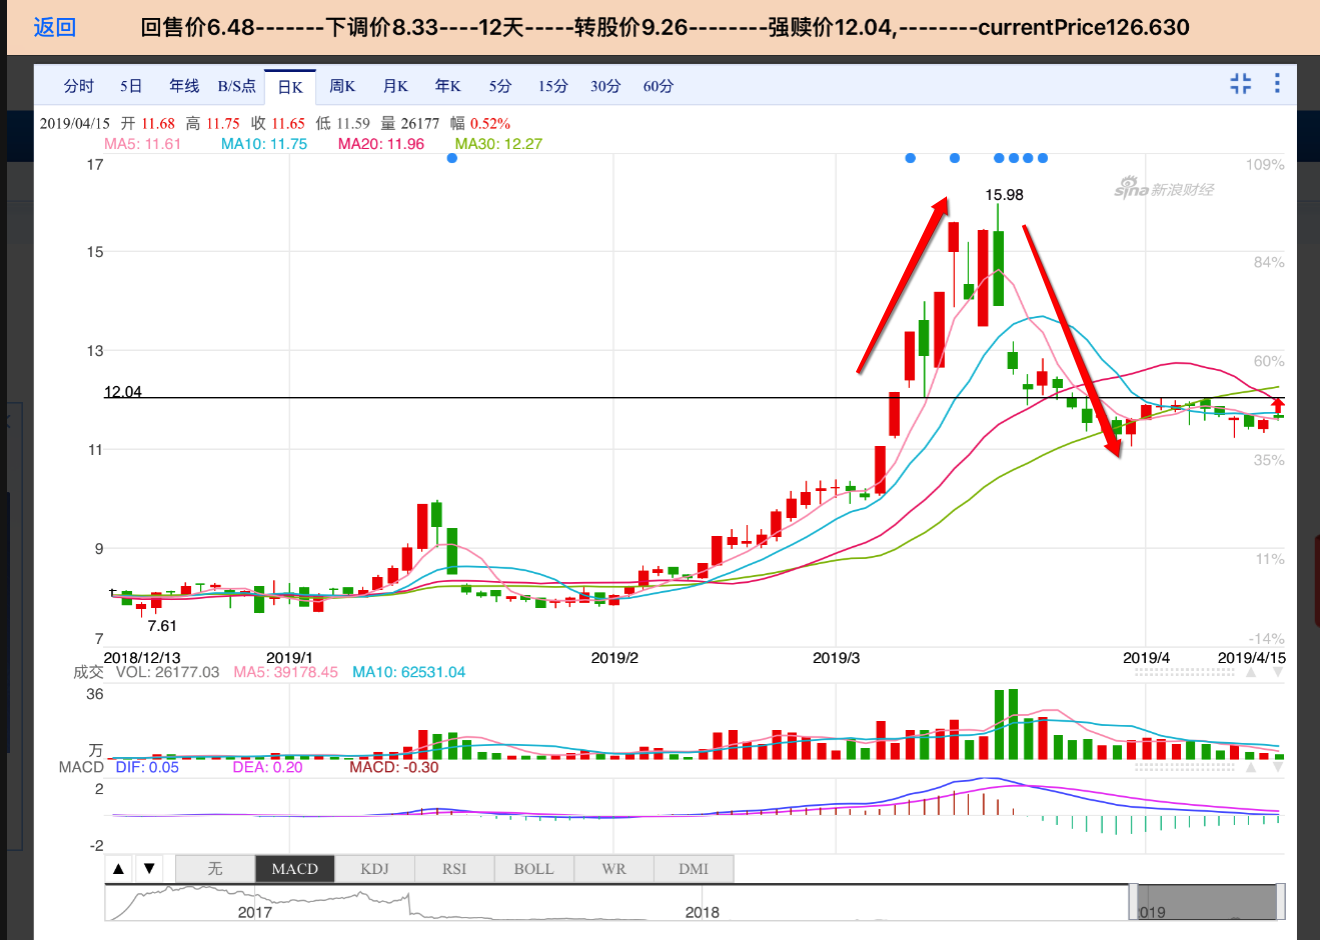 返回 回售价6.48-------下调价8.33----12天-----转股价9.26--------强赎价12.04,--------currentPrice126.630
分时 5日 年线 B/S点 日K 周K 月K 年K 5分 15分 30分 60分
2019/04/15 开 11.68 高 11.75 收 11.65 低 11.59 量 26177 幅 0.52%
MA5: 11.61 MA10: 11.75 MA20: 11.96 MA30: 12.27
17 109%
sina 新浪财经
15.98
15 84%
13 60%
12.04
11 35%
9 11%
7.61
7 -14%
2018/12/13 2019/1 2019/2 2019/3 2019/4 2019/4/15
成交 VOL: 26177.03 MA5: 39178.45 MA10: 62531.04
36
万
MACD DIF: 0.05 DEA: 0.20 MACD: -0.30
2
-2
▲ ▼ 无 MACD KDJ RSI BOLL WR DMI
2017 2018 019